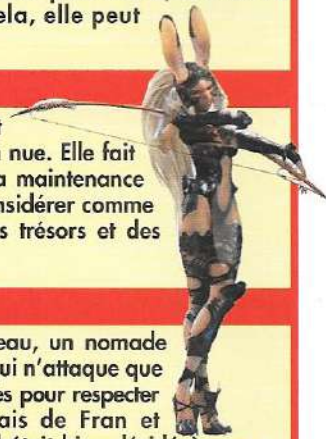 ela, elle peut
nue. Elle fait
a maintenance
nsidérer comme
s trésors et des
eau, un nomade
ui n'attaque que
es pour respecter
ais de Fran et